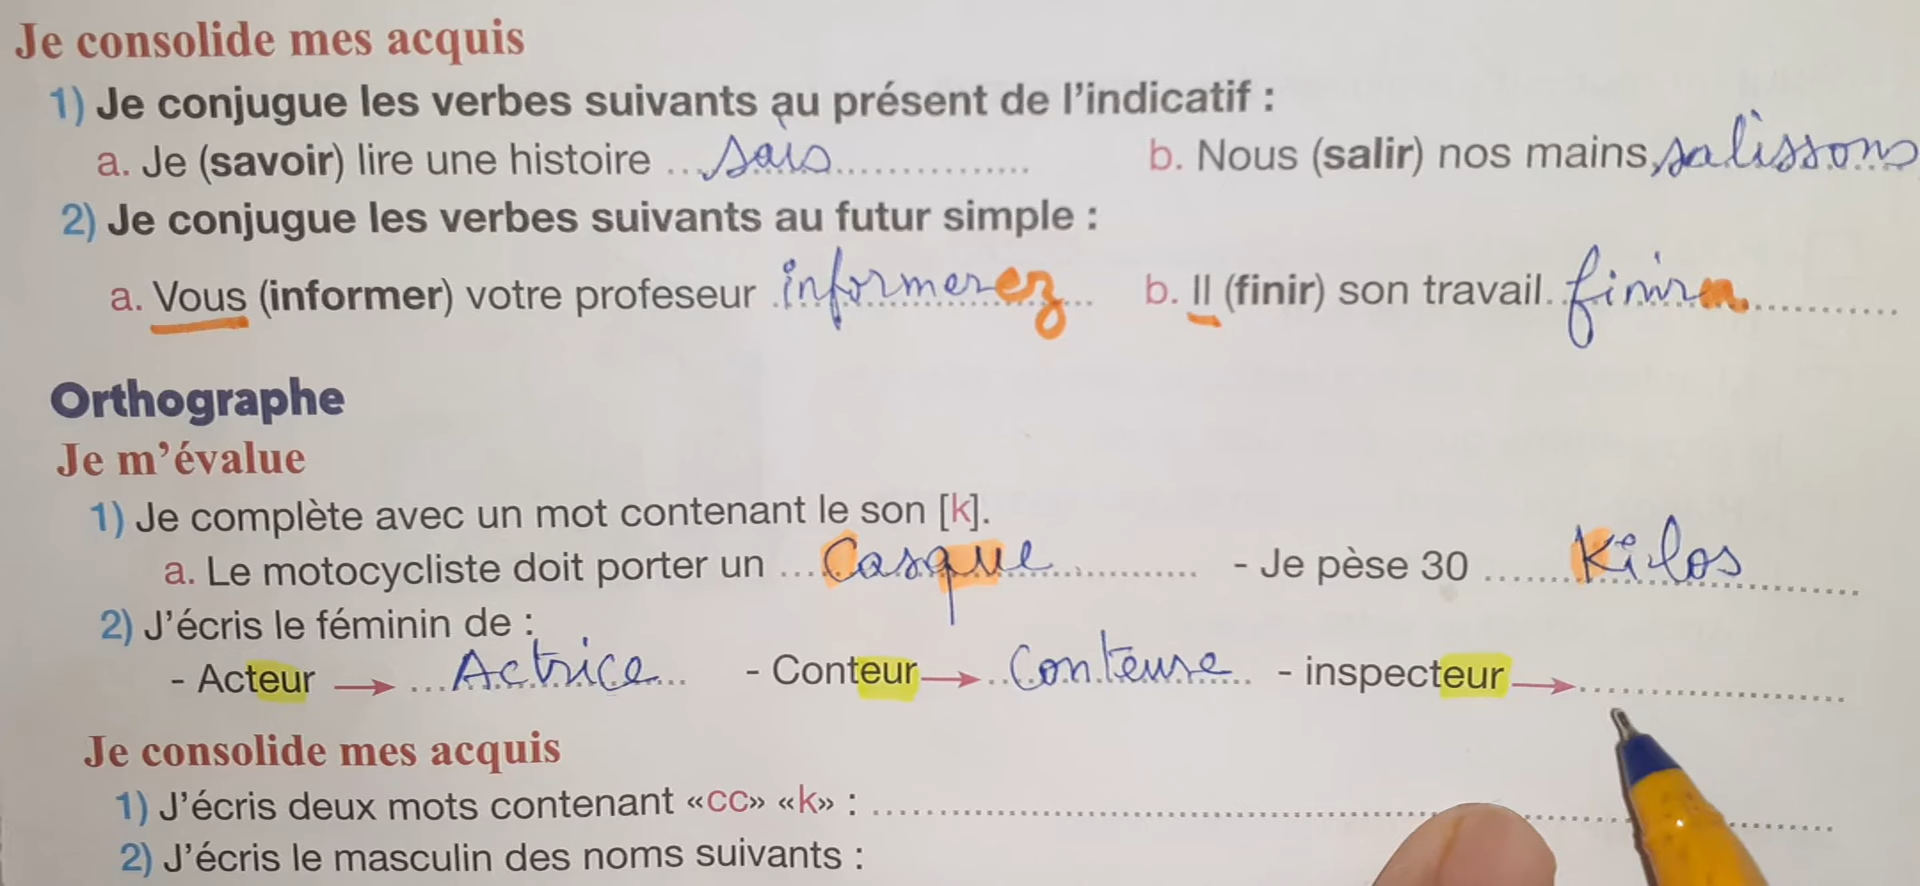 Je consolide mes acquis
1) Je conjugue les verbes suivants au présent de l'indicatif :
a. Je (savoir) lire une histoire ... sais ............... b. Nous (salir) nos mains, salissons
2) Je conjugue les verbes suivants au futur simple :
a. Vous (informer) votre profeseur informerez b. Il (finir) son travail. finira
Orthographe
Je m'évalue
1) Je complète avec un mot contenant le son [k].
a. Le motocycliste doit porter un ... Casque ............ - Je pèse 30 ...... Kilos ......
2) J'écris le féminin de :
- Acteur → ... Actrice ... - Conteur → .. Conteuse .. - inspecteur → ....................
Je consolide mes acquis
1) J'écris deux mots contenant «cc» «k» : ................................................
2) J'écris le masculin des noms suivants :